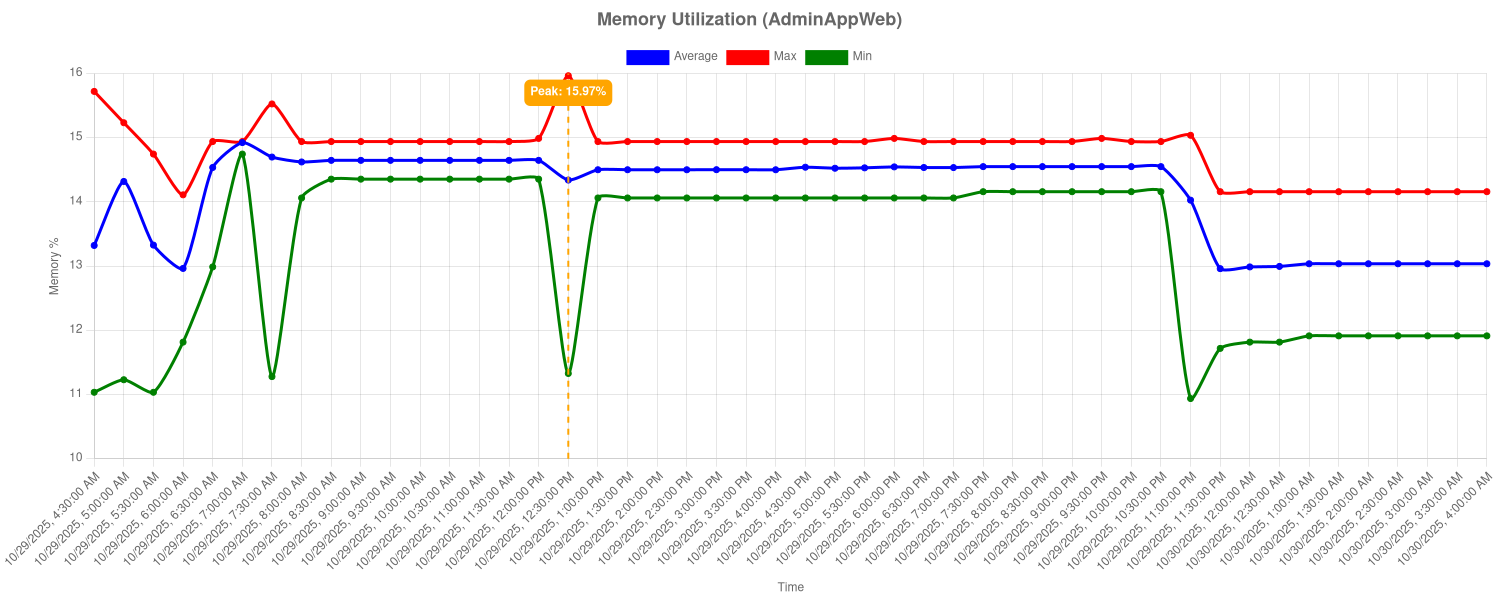 Memory Utilization (AdminAppWeb)
Average Max Min
Peak: 15.97%
16
15
14
13
12
11
10
Memory %
10/29/2025, 4:30:00 AM
10/29/2025, 5:00:00 AM
10/29/2025, 5:30:00 AM
10/29/2025, 6:00:00 AM
10/29/2025, 6:30:00 AM
10/29/2025, 7:00:00 AM
10/29/2025, 7:30:00 AM
10/29/2025, 8:00:00 AM
10/29/2025, 8:30:00 AM
10/29/2025, 9:00:00 AM
10/29/2025, 9:30:00 AM
10/29/2025, 10:00:00 AM
10/29/2025, 10:30:00 AM
10/29/2025, 11:00:00 AM
10/29/2025, 11:30:00 AM
10/29/2025, 12:00:00 PM
10/29/2025, 12:30:00 PM
10/29/2025, 1:00:00 PM
10/29/2025, 1:30:00 PM
10/29/2025, 2:00:00 PM
10/29/2025, 2:30:00 PM
10/29/2025, 3:00:00 PM
10/29/2025, 3:30:00 PM
10/29/2025, 4:00:00 PM
10/29/2025, 4:30:00 PM
10/29/2025, 5:00:00 PM
10/29/2025, 5:30:00 PM
10/29/2025, 6:00:00 PM
10/29/2025, 6:30:00 PM
10/29/2025, 7:00:00 PM
10/29/2025, 7:30:00 PM
10/29/2025, 8:00:00 PM
10/29/2025, 8:30:00 PM
10/29/2025, 9:00:00 PM
10/29/2025, 9:30:00 PM
10/29/2025, 10:00:00 PM
10/29/2025, 10:30:00 PM
10/29/2025, 11:00:00 PM
10/29/2025, 11:30:00 PM
10/30/2025, 12:00:00 AM
10/30/2025, 12:30:00 AM
10/30/2025, 1:00:00 AM
10/30/2025, 1:30:00 AM
10/30/2025, 2:00:00 AM
10/30/2025, 2:30:00 AM
10/30/2025, 3:00:00 AM
10/30/2025, 3:30:00 AM
10/30/2025, 4:00:00 AM
Time